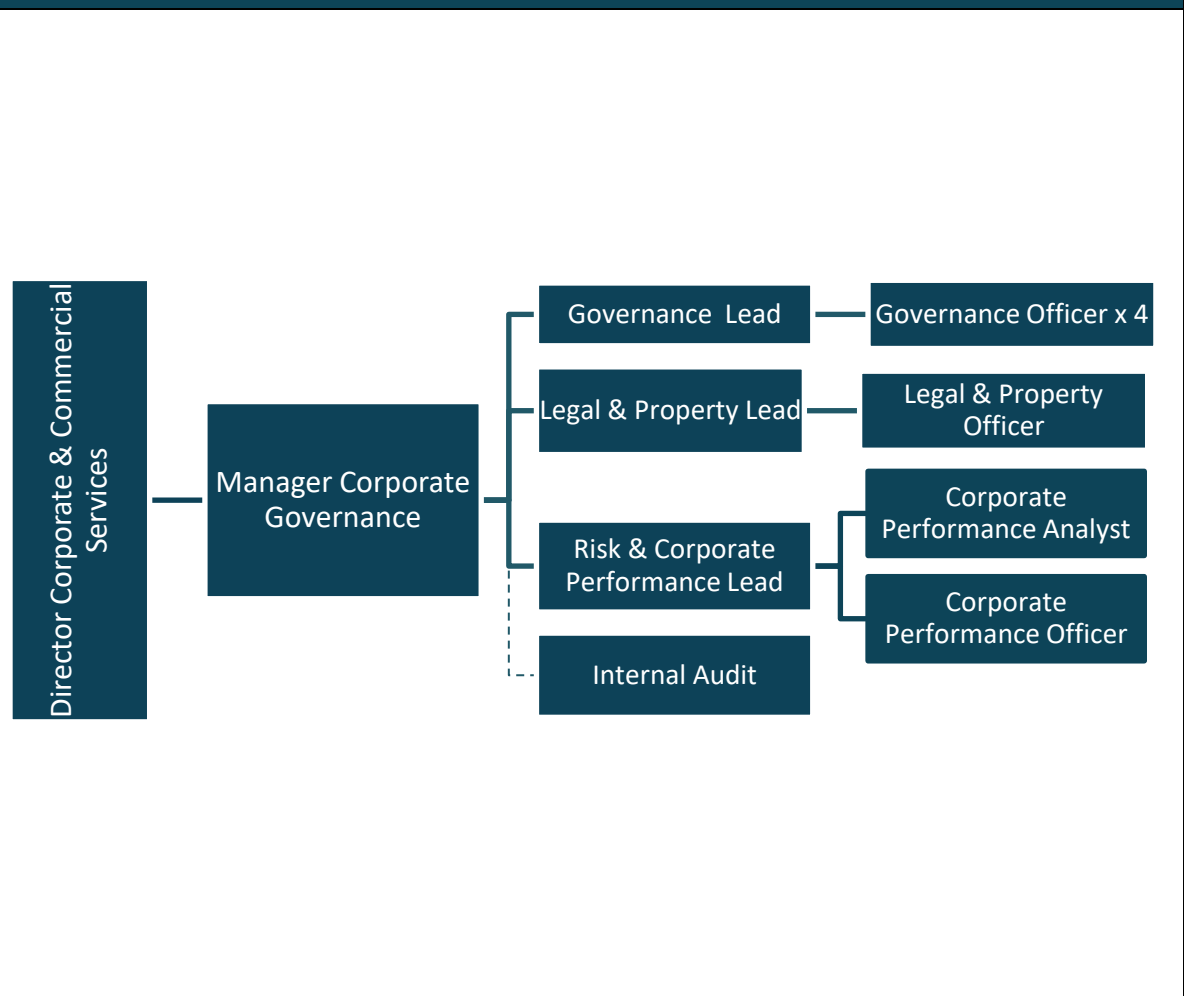 Director Corporate & Commercial
Services
Manager Corporate
Governance
Governance  Lead
Governance Officer x 4
Legal & Property Lead
Legal & Property
Officer
Risk & Corporate
Performance Lead
Corporate
Performance Analyst
Corporate
Performance Officer
Internal Audit